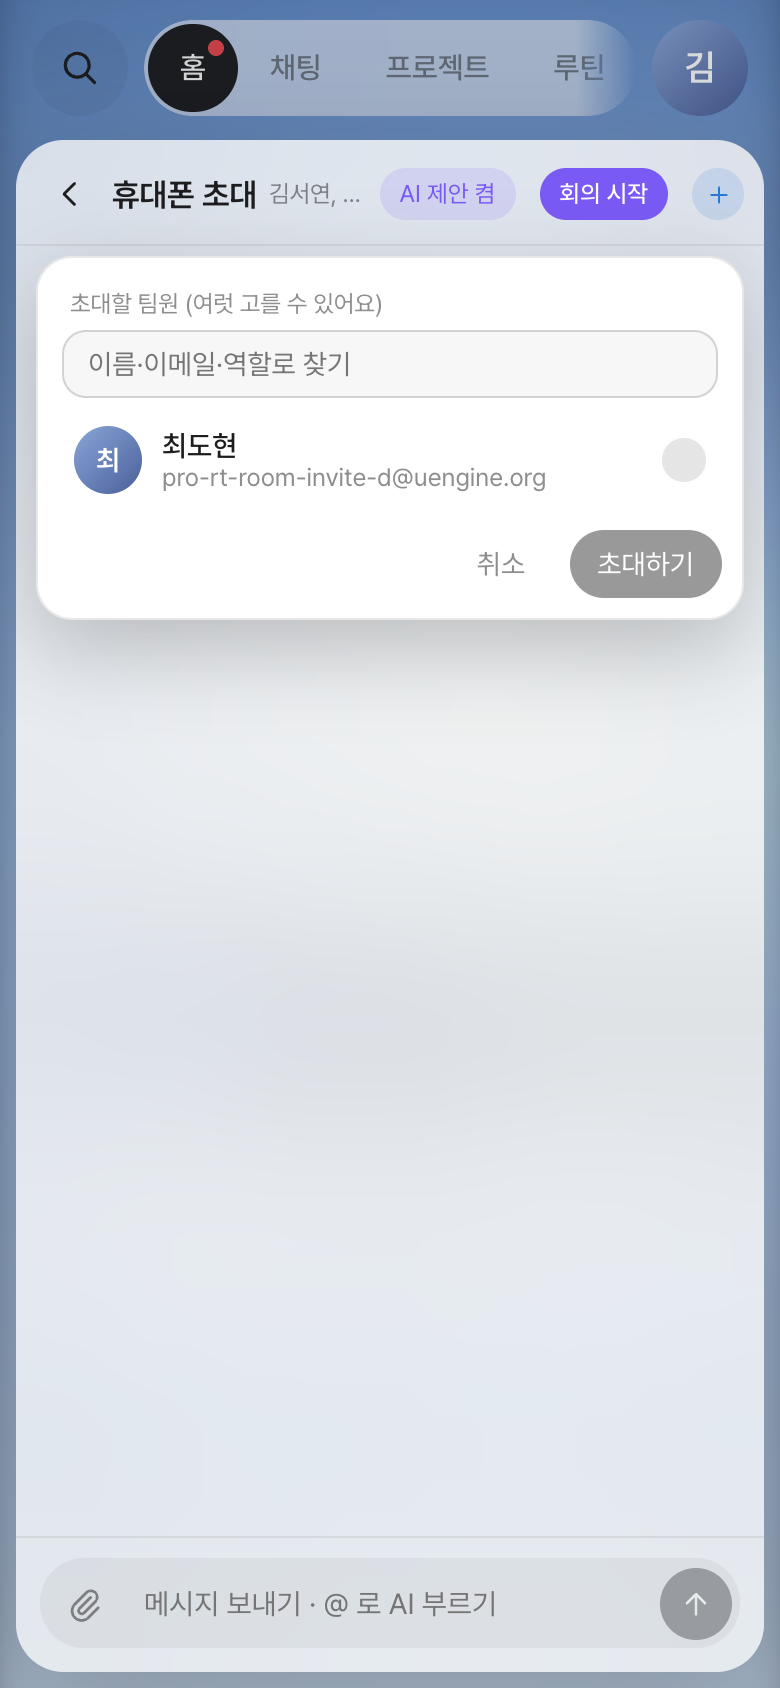 홈 채팅 프로젝트 루틴 김
휴대폰 초대 김서연, ... AI 제안 켬 회의 시작 +
초대할 팀원 (여럿 고를 수 있어요)
이름·이메일·역할로 찾기
최 최도현
pro-rt-room-invite-d@uengine.org
취소 초대하기
메시지 보내기 · @ 로 AI 부르기